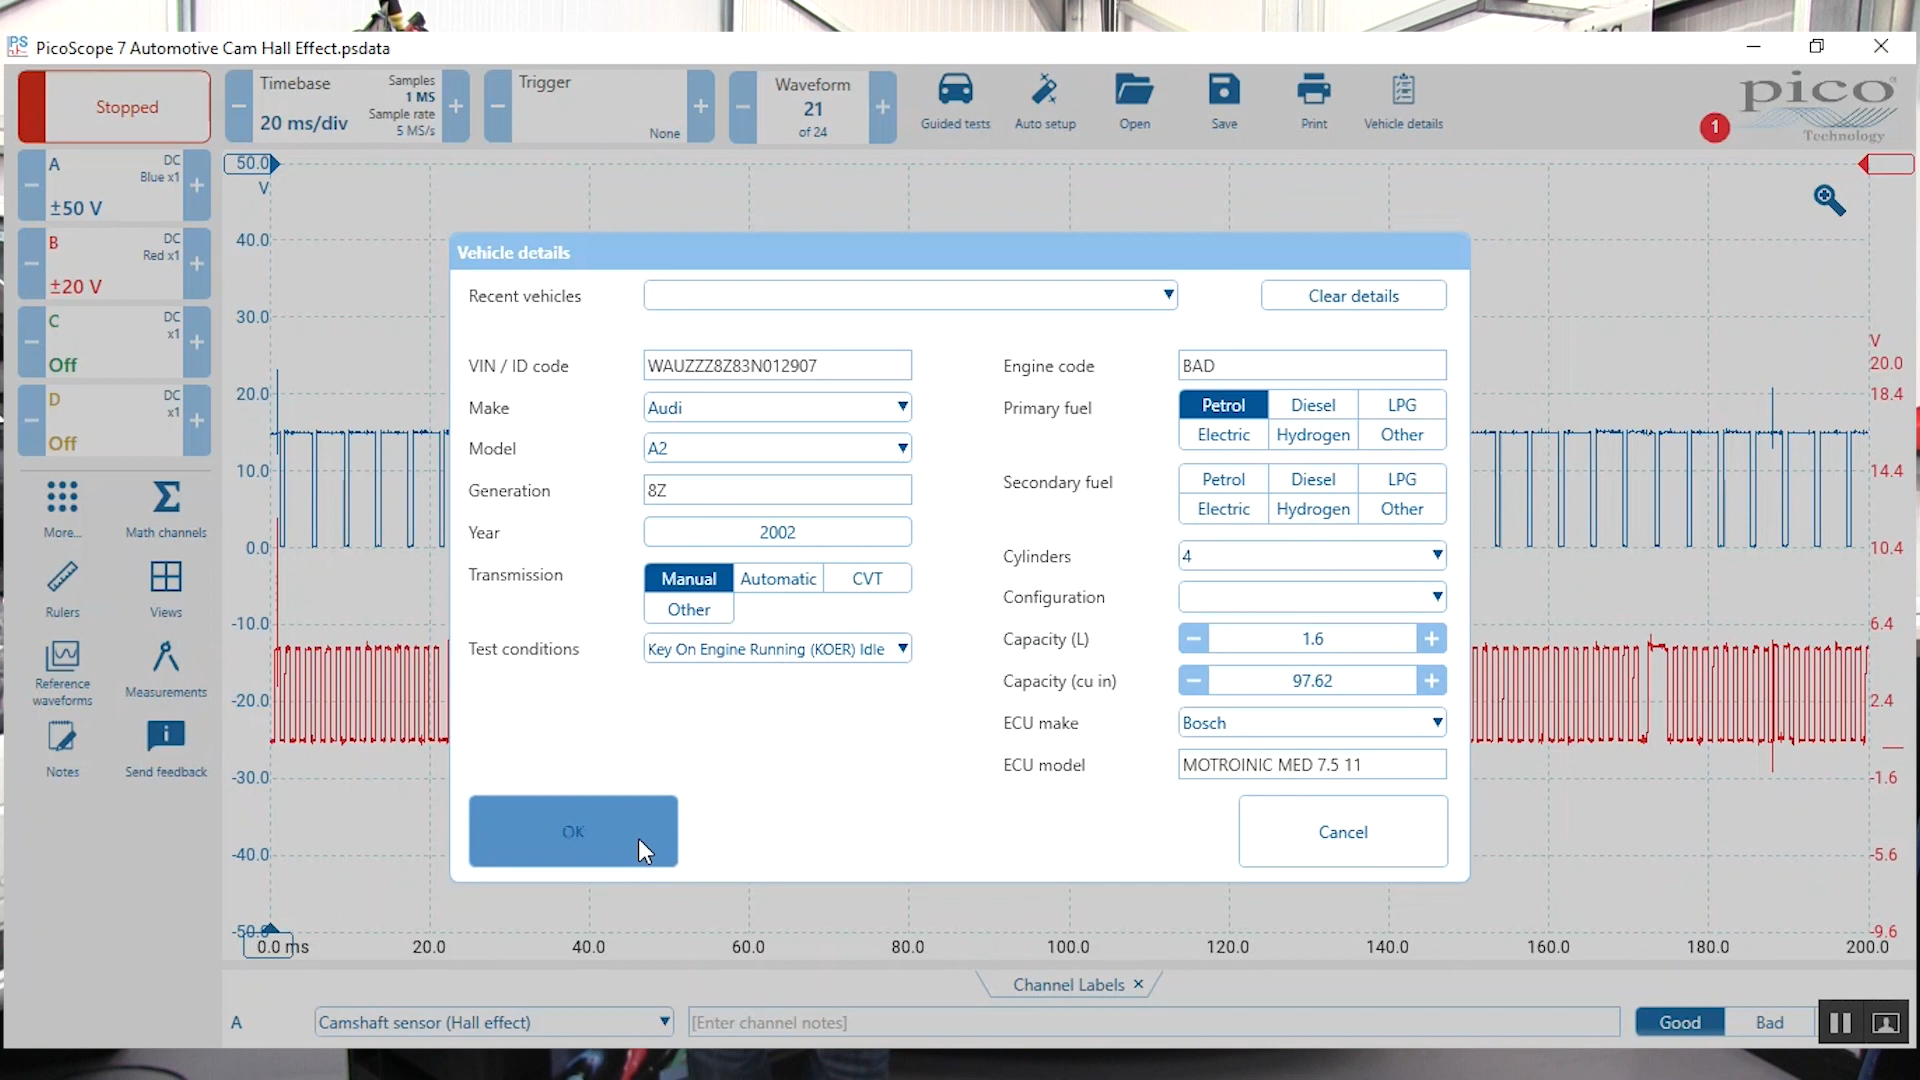 PicoScope 7 Automotive Cam Hall Effect.psdata
Stopped
Timebase
20 ms/div
Samples
1 MS
Sample rate
5 MS/s
Trigger
None
Waveform
21
of 24
Guided tests
Auto setup
Open
Save
Print
Vehicle details
1
pico
Technology
A
DC
Blue x1
±50 V
B
DC
Red x1
±20 V
C
DC
x1
Off
D
DC
x1
Off
More...
Math channels
Rulers
Views
Reference
waveforms
Measurements
Notes
Send feedback
50.0
V
40.0
30.0
20.0
10.0
0.0
-10.0
-20.0
-30.0
-40.0
-50.0
Vehicle details
Recent vehicles
Clear details
VIN / ID code
WAUZZZ8Z83N012907
Make
Audi
Model
A2
Generation
8Z
Year
2002
Transmission
Manual
Automatic
CVT
Other
Test conditions
Key On Engine Running (KOER) Idle
Engine code
BAD
Primary fuel
Petrol
Diesel
LPG
Electric
Hydrogen
Other
Secondary fuel
Petrol
Diesel
LPG
Electric
Hydrogen
Other
Cylinders
4
Configuration
Capacity (L)
1.6
Capacity (cu in)
97.62
ECU make
Bosch
ECU model
MOTROINIC MED 7.5 11
OK
Cancel
V
20.0
18.4
14.4
10.4
6.4
2.4
-1.6
-5.6
-9.6
0.0 ms
20.0
40.0
60.0
80.0
100.0
120.0
140.0
160.0
180.0
200.0
Channel Labels
A
Camshaft sensor (Hall effect)
[Enter channel notes]
Good
Bad